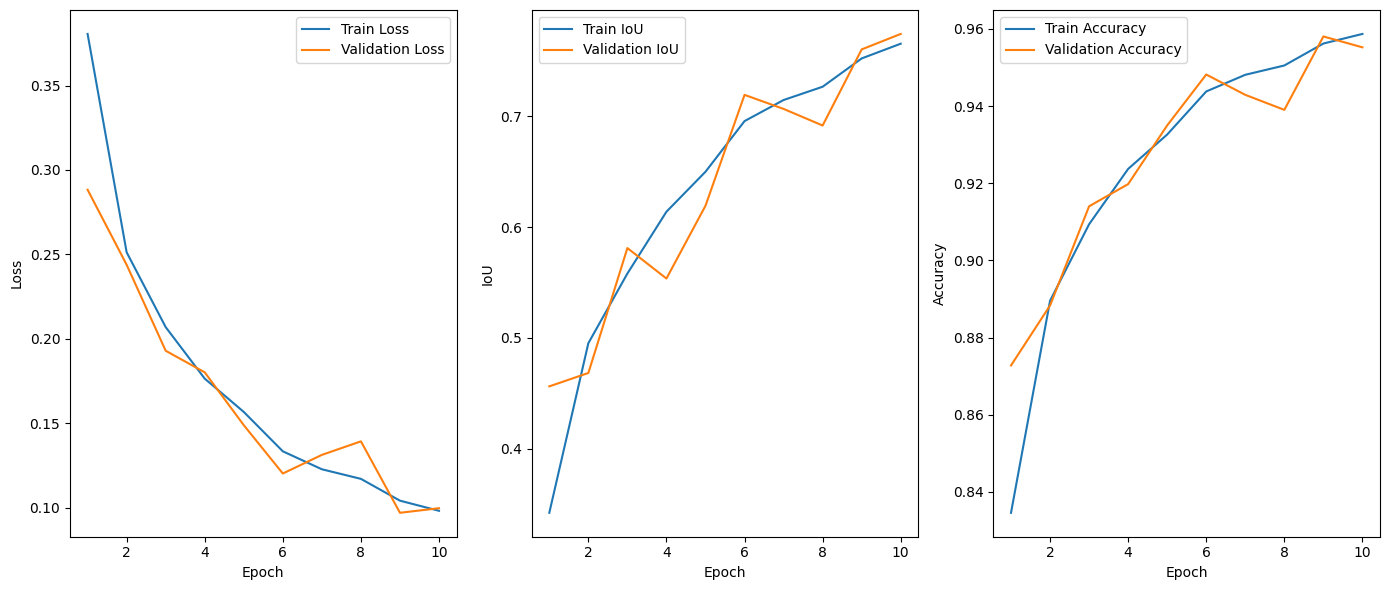 Train Loss
Validation Loss
0.35
0.30
0.25
0.20
0.15
0.10
Loss
2 4 6 8 10
Epoch
Train IoU
Validation IoU
0.7
0.6
0.5
0.4
IoU
2 4 6 8 10
Epoch
Train Accuracy
Validation Accuracy
0.96
0.94
0.92
0.90
0.88
0.86
0.84
Accuracy
2 4 6 8 10
Epoch